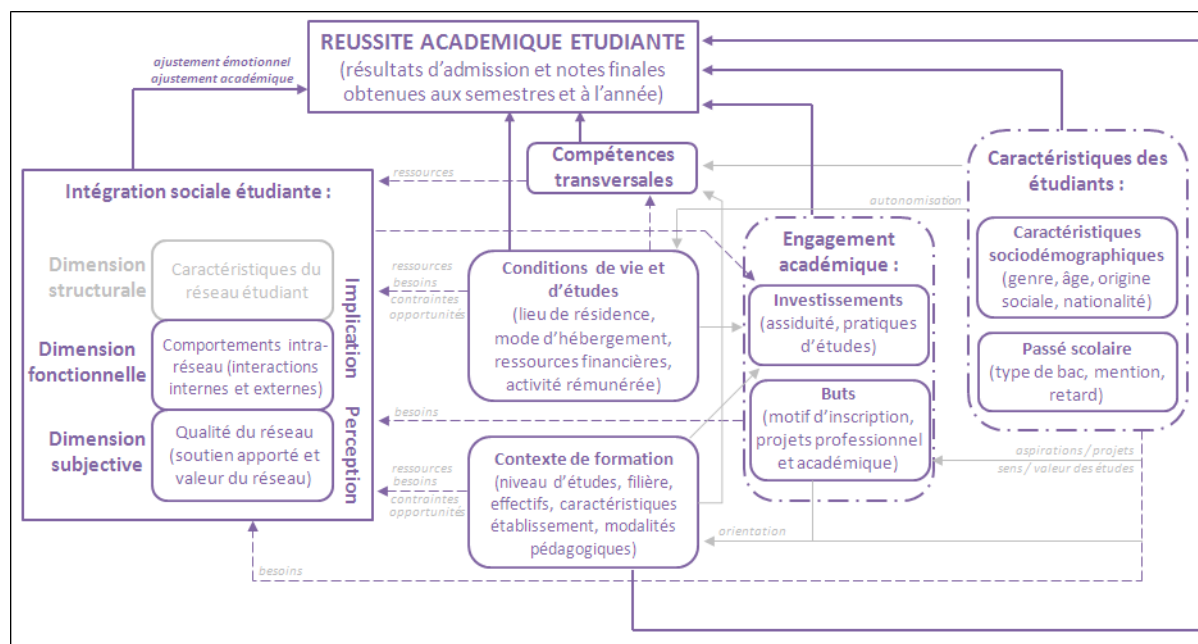 REUSSITE ACADEMIQUE ETUDIANTE
(résultats d'admission et notes finales
obtenues aux semestres et à l'année)
ajustement émotionnel
ajustement académique
Compétences
transversales
ressources
Intégration sociale étudiante :
Dimension
structurale
Caractéristiques du
réseau étudiant
Dimension
fonctionnelle
Comportements intra-
réseau (interactions
internes et externes)
Dimension
subjective
Qualité du réseau
(soutien apporté et
valeur du réseau)
Implication
Perception
ressources
besoins
contraintes
opportunités
Conditions de vie et
d'études
(lieu de résidence,
mode d'hébergement,
ressources financières,
activité rémunérée)
besoins
ressources
besoins
contraintes
opportunités
Contexte de formation
(niveau d'études, filière,
effectifs, caractéristiques
établissement, modalités
pédagogiques)
Engagement
académique :
Investissements
(assiduité, pratiques
d'études)
Buts
(motif d'inscription,
projets professionnel
et académique)
autonomisation
Caractéristiques des
étudiants :
Caractéristiques
sociodémographiques
(genre, âge, origine
sociale, nationalité)
Passé scolaire
(type de bac, mention,
retard)
aspirations / projets
sens / valeur des études
orientation
besoins